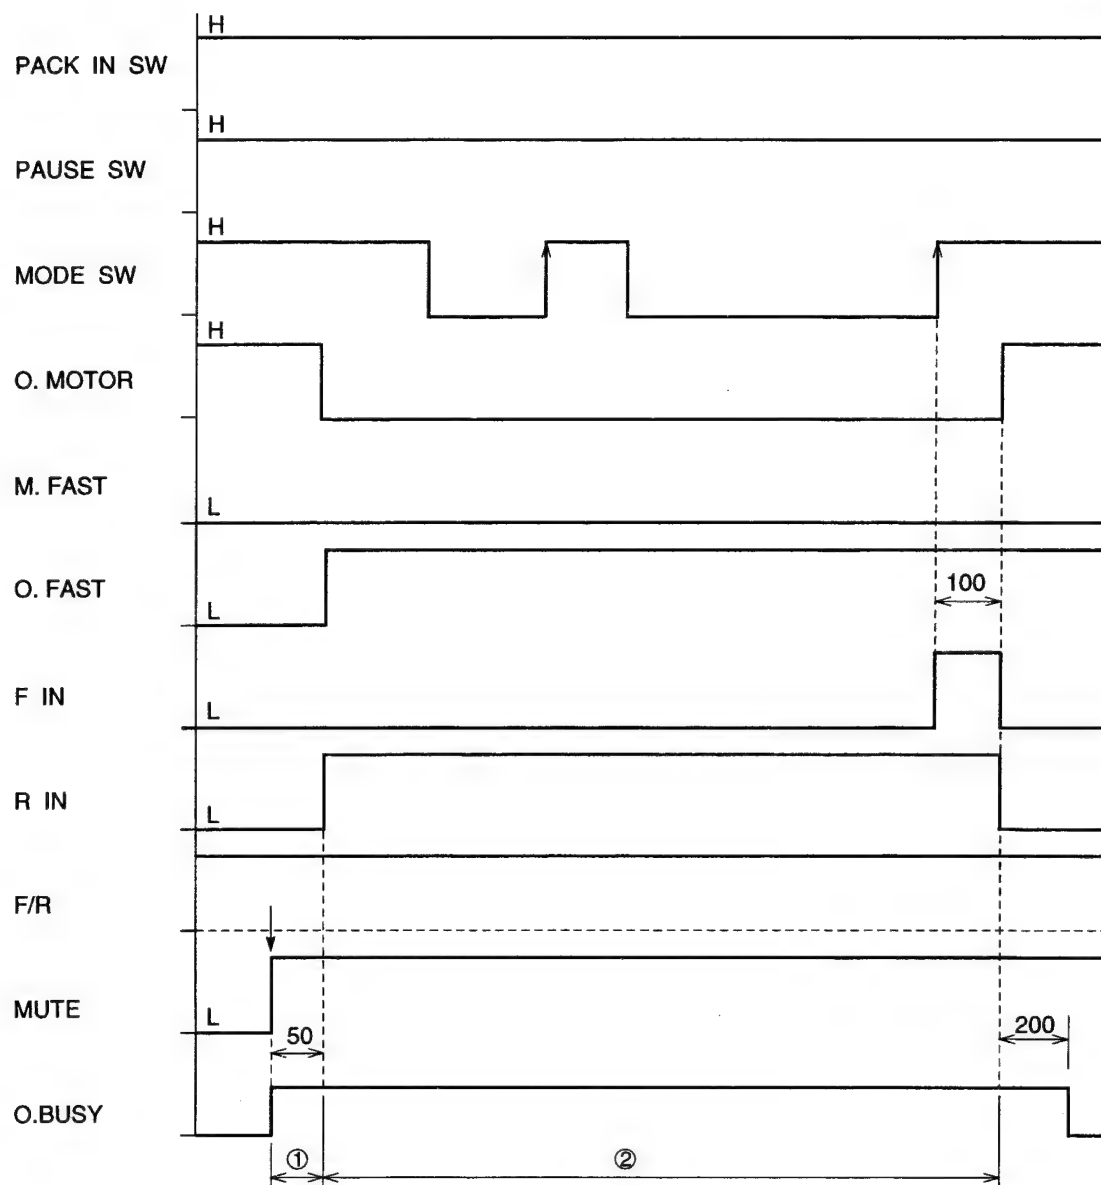 H
PACK IN SW
H
PAUSE SW
H
MODE SW
H
O. MOTOR
M. FAST
L
O. FAST
100
L
F IN
L
R IN
L
F/R
MUTE
L
50
200
O.BUSY
①
②